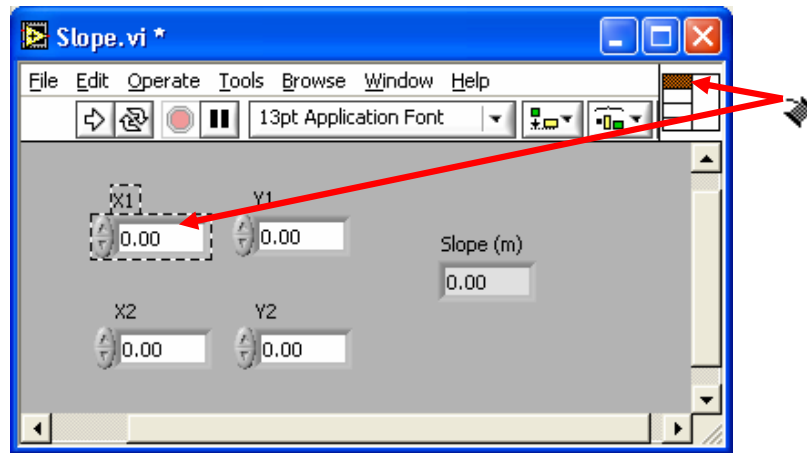 Slope.vi *
File Edit Operate Tools Browse Window Help
13pt Application Font
X1 Y1
0.00 0.00
Slope (m)
0.00
X2 Y2
0.00 0.00